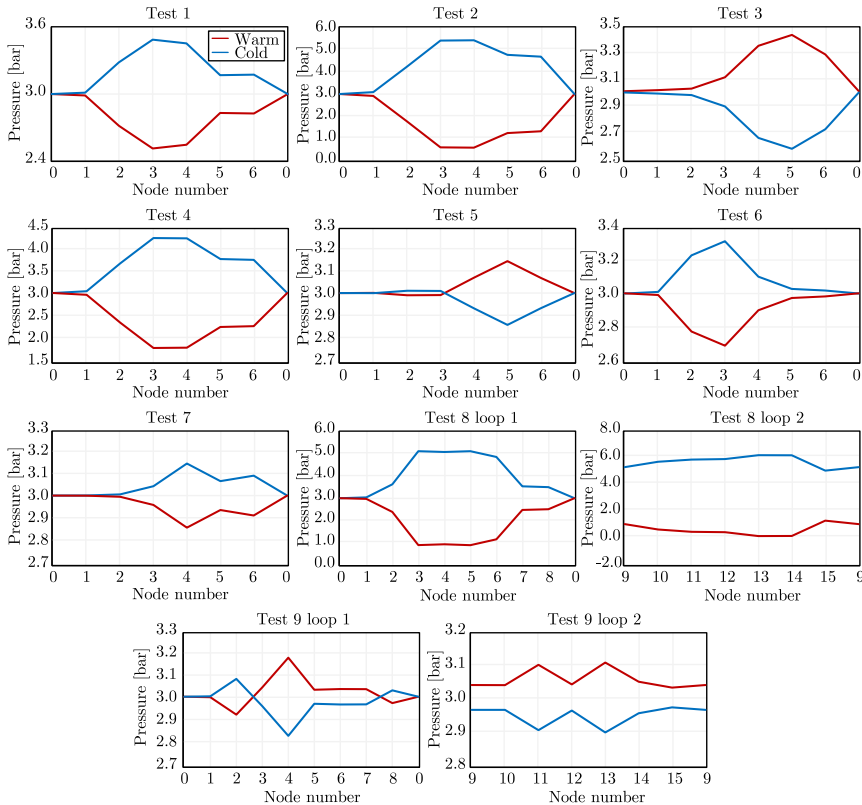 Test 1
3.6
3.0
2.4
Pressure [bar]
Warm
Cold
0 1 2 3 4 5 6 0
Node number
Test 2
6.0
5.0
4.0
3.0
2.0
1.0
0.0
Pressure [bar]
0 1 2 3 4 5 6 0
Node number
Test 3
3.5
3.3
3.1
2.9
2.7
2.5
Pressure [bar]
0 1 2 3 4 5 6 0
Node number
Test 4
4.5
4.0
3.5
3.0
2.5
2.0
1.5
Pressure [bar]
0 1 2 3 4 5 6 0
Node number
Test 5
3.3
3.2
3.1
3.0
2.9
2.8
2.7
Pressure [bar]
0 1 2 3 4 5 6 0
Node number
Test 6
3.4
3.2
3.0
2.8
2.6
Pressure [bar]
0 1 2 3 4 5 6 0
Node number
Test 7
3.3
3.2
3.1
3.0
2.9
2.8
2.7
Pressure [bar]
0 1 2 3 4 5 6 0
Node number
Test 8 loop 1
6.0
5.0
4.0
3.0
2.0
1.0
0.0
Pressure [bar]
0 1 2 3 4 5 6 7 8 0
Node number
Test 8 loop 2
8.0
6.0
4.0
2.0
0.0
-2.0
Pressure [bar]
9 10 11 12 13 14 15 9
Node number
Test 9 loop 1
3.3
3.2
3.1
3.0
2.9
2.8
2.7
Pressure [bar]
0 1 2 3 4 5 6 7 8 0
Node number
Test 9 loop 2
3.2
3.1
3.0
2.9
2.8
Pressure [bar]
9 10 11 12 13 14 15 9
Node number